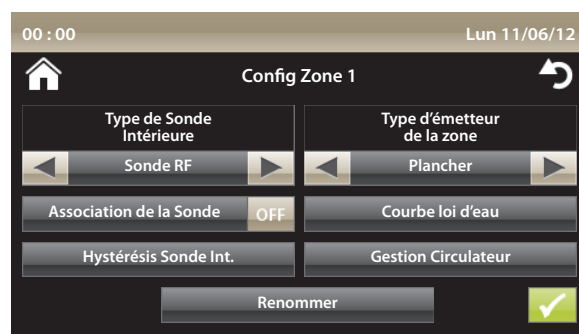 00 : 00
Lun 11/06/12
Config Zone 1
Type de Sonde
Intérieure
Type d'émetteur
de la zone
Sonde RF
Plancher
Association de la Sonde
OFF
Courbe loi d'eau
Hystérésis Sonde Int.
Gestion Circulateur
Renommer